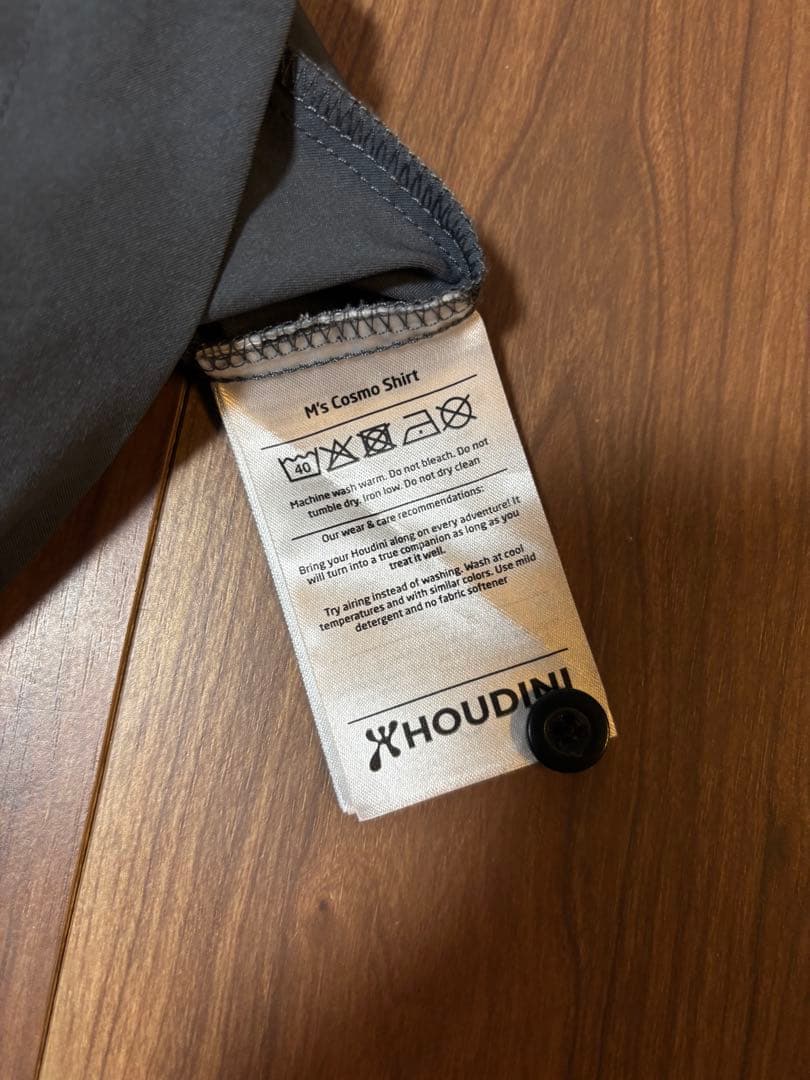 M's Cosmo Shirt
40
Machine wash warm. Do not bleach. Do not
tumble dry. Iron low. Do not dry clean
Our wear & care recommendations:
Bring your Houdini along on every adventure! It
will turn into a true companion as long as you
treat it well.
Try airing instead of washing. Wash at cool
temperatures and with similar colors. Use mild
detergent and no fabric softener
HOUDINI